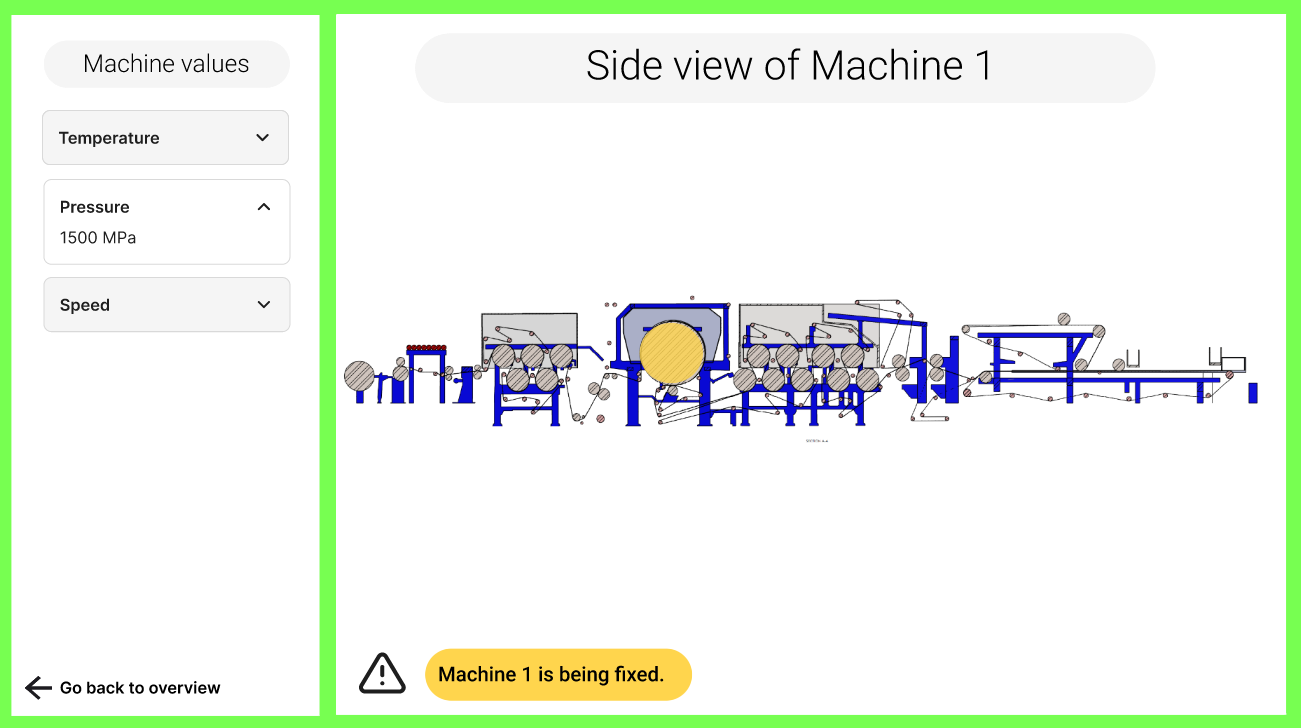 Machine values
Temperature
Pressure
1500 MPa
Speed
Go back to overview
Side view of Machine 1
Machine 1 is being fixed.